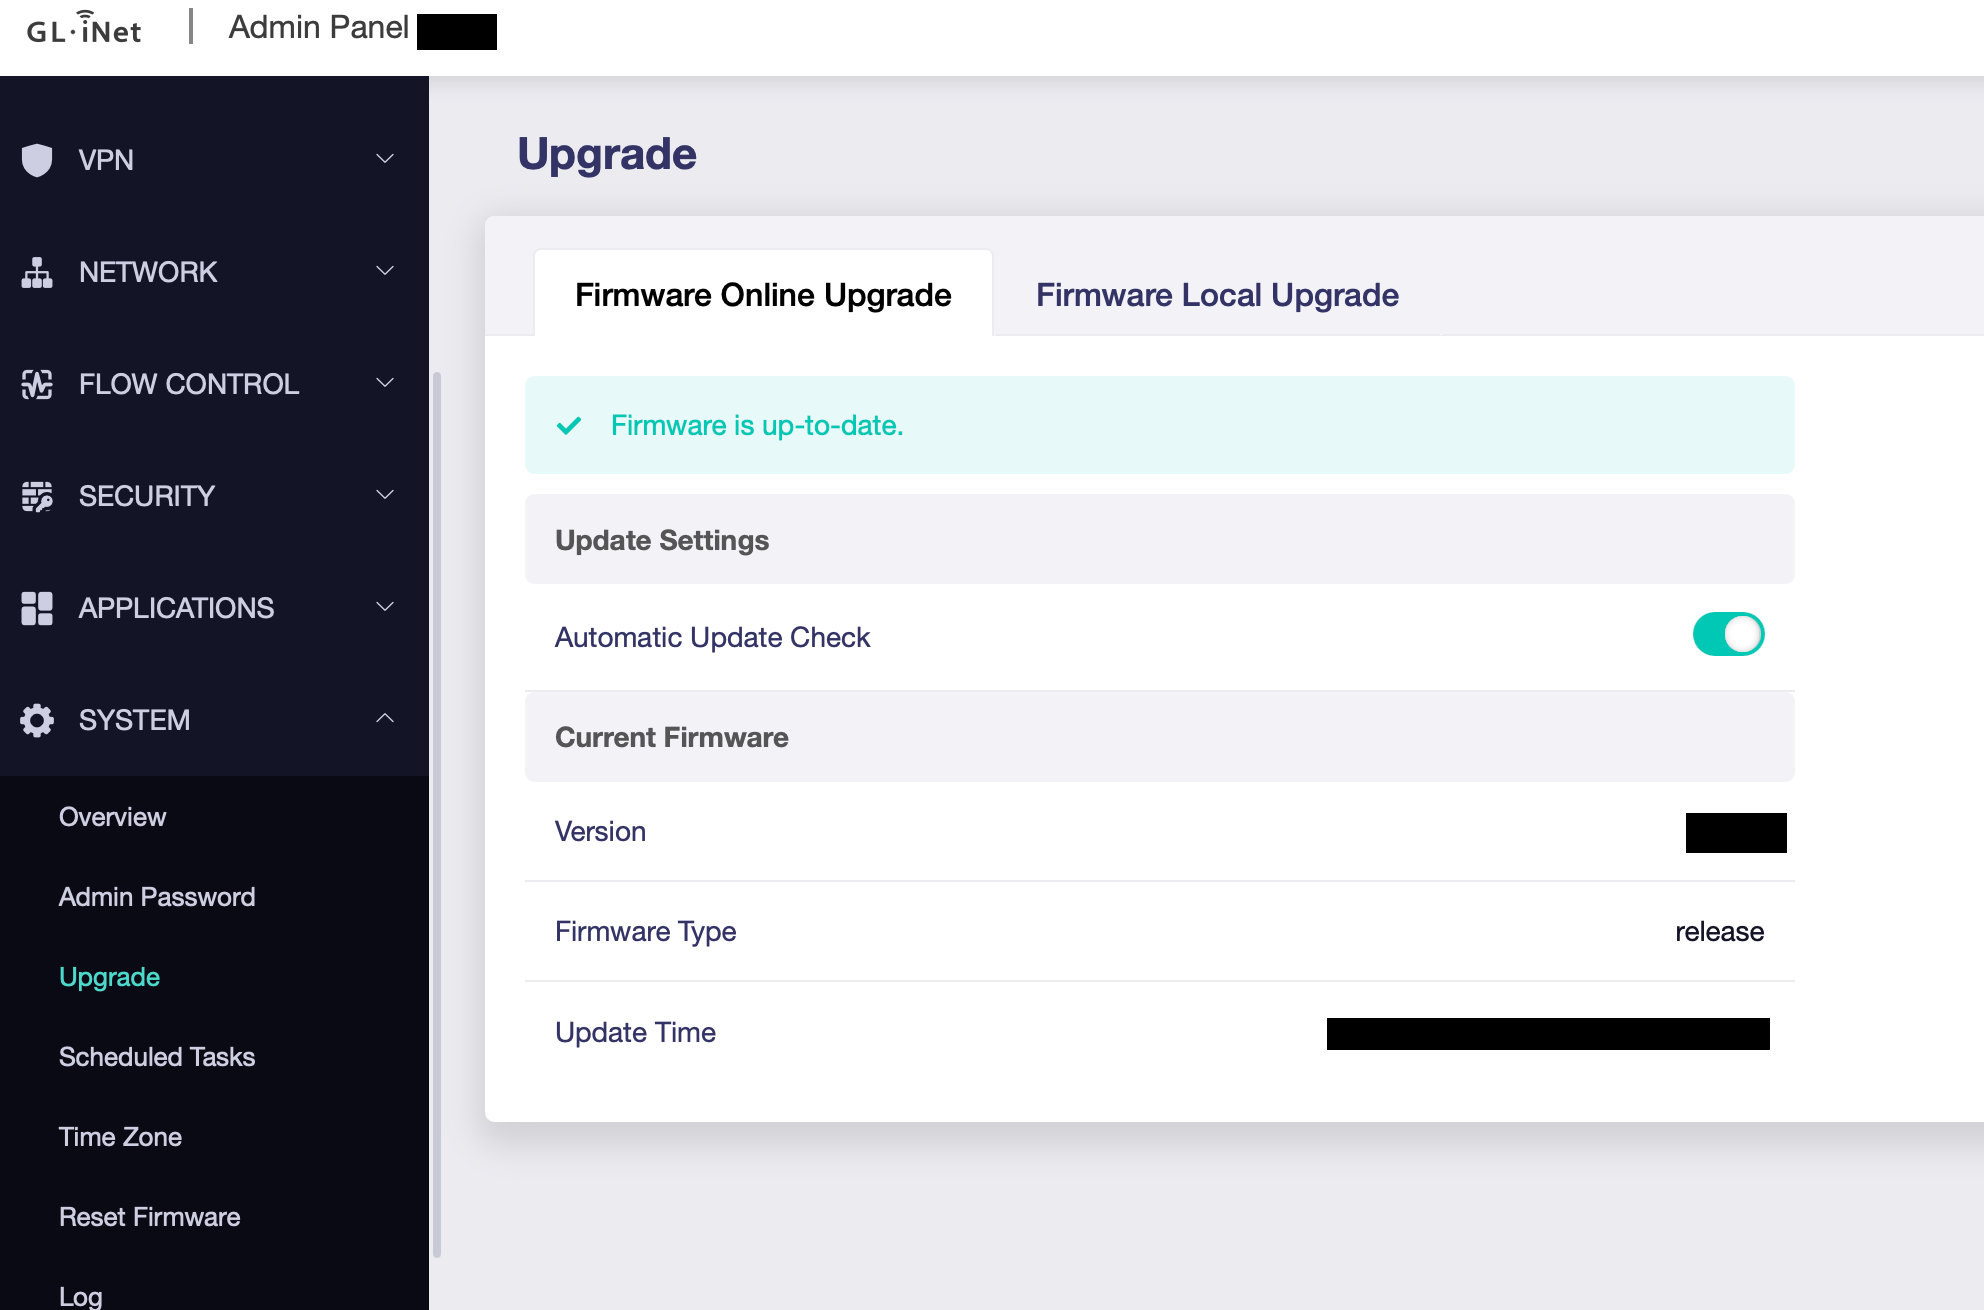 GL·iNet | Admin Panel
VPN
NETWORK
FLOW CONTROL
SECURITY
APPLICATIONS
SYSTEM
Overview
Admin Password
Upgrade
Scheduled Tasks
Time Zone
Reset Firmware
Log
Upgrade
Firmware Online Upgrade
Firmware Local Upgrade
Firmware is up-to-date.
Update Settings
Automatic Update Check
Current Firmware
Version
Firmware Type release
Update Time